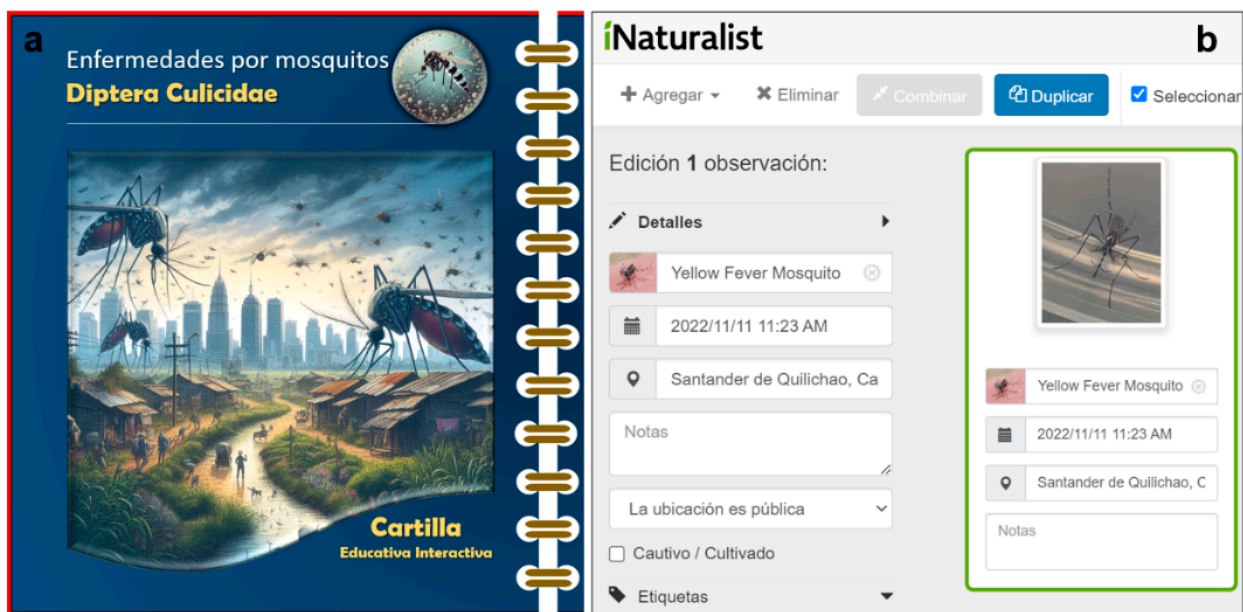 a
Enfermedades por mosquitos
Diptera Culicidae
Cartilla
Educativa Interactiva
iNaturalist
b
Agregar
Eliminar
Combinar
Duplicar
Seleccionar
Edición 1 observación:
Detalles
Yellow Fever Mosquito
2022/11/11 11:23 AM
Santander de Quilichao, Ca
Notas
La ubicación es pública
Cautivo / Cultivado
Etiquetas
Yellow Fever Mosquito
2022/11/11 11:23 AM
Santander de Quilichao, C
Notas